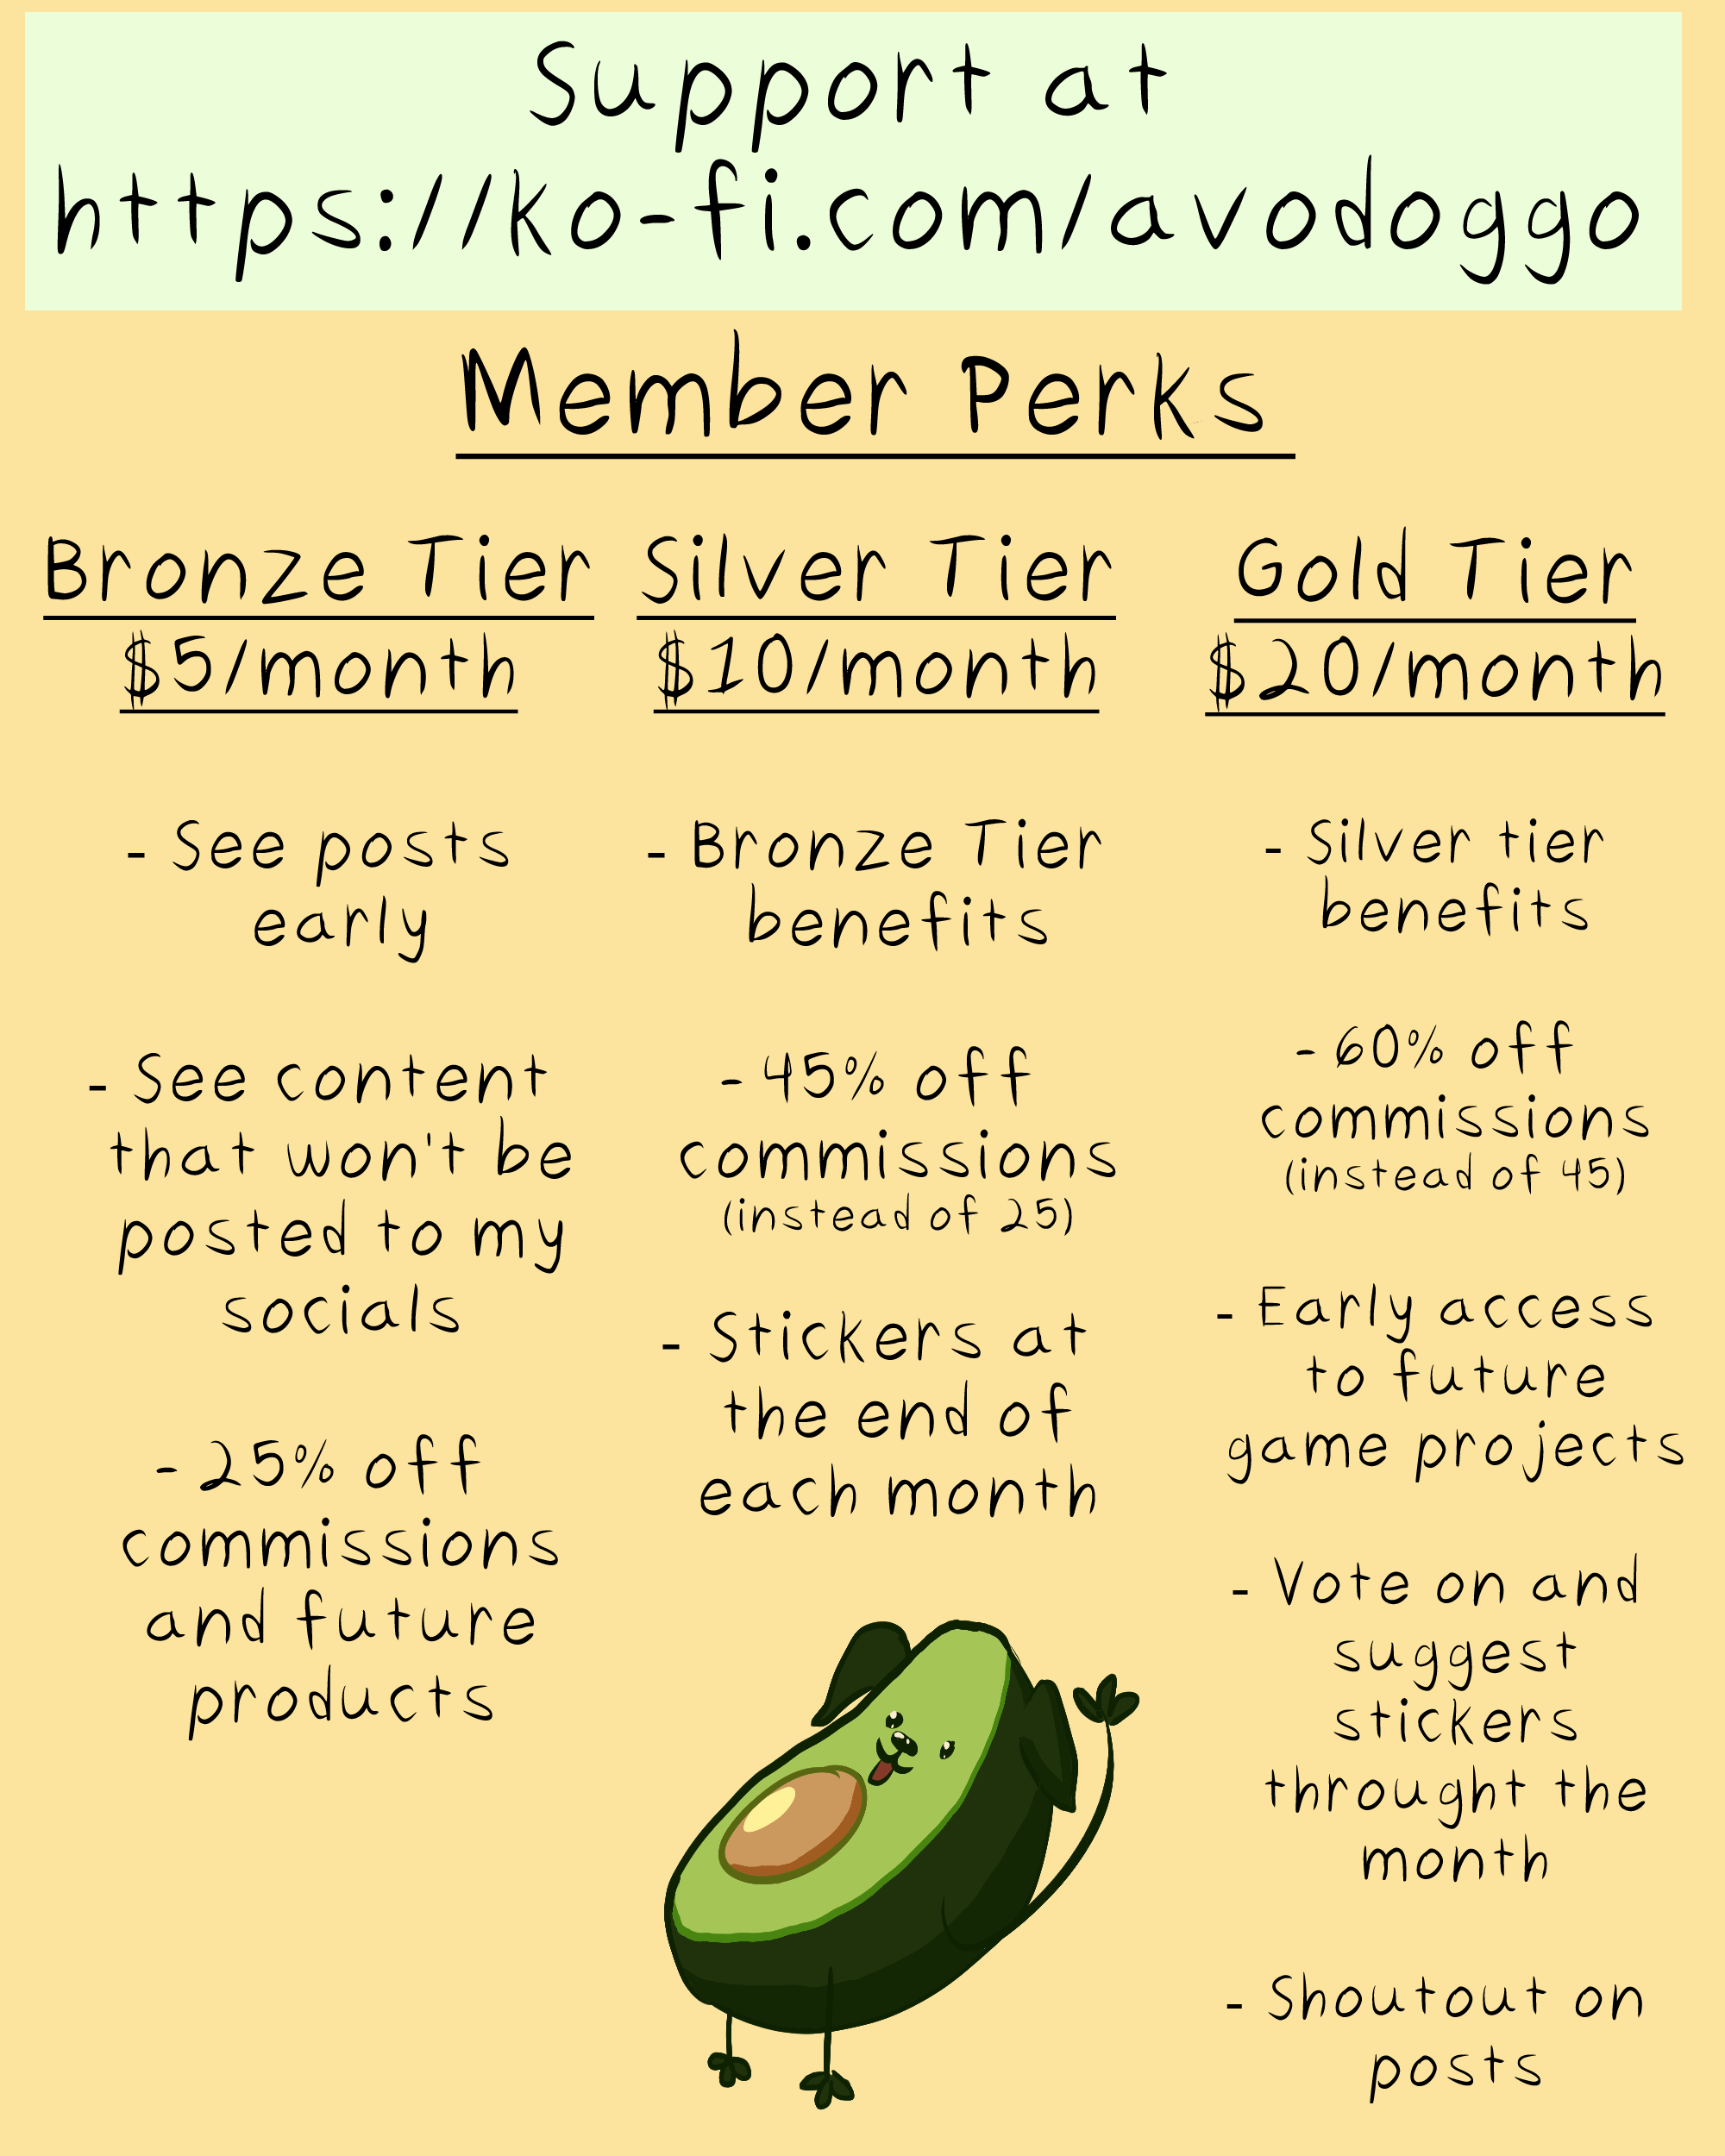 Support at
https://ko-fi.com/avodoggo
Member Perks
Bronze Tier
$5/month
- See posts
early
- See content
that won't be
posted to my
socials
- 25% off
commissions
and future
products
Silver Tier
$10/month
- Bronze Tier
benefits
- 45% off
commissions
(instead of 25)
- Stickers at
the end of
each month
Gold Tier
$20/month
- Silver tier
benefits
- 60% off
commissions
(instead of 45)
- Early access
to future
game projects
- Vote on and
suggest
stickers
throught the
month
- Shoutout on
posts